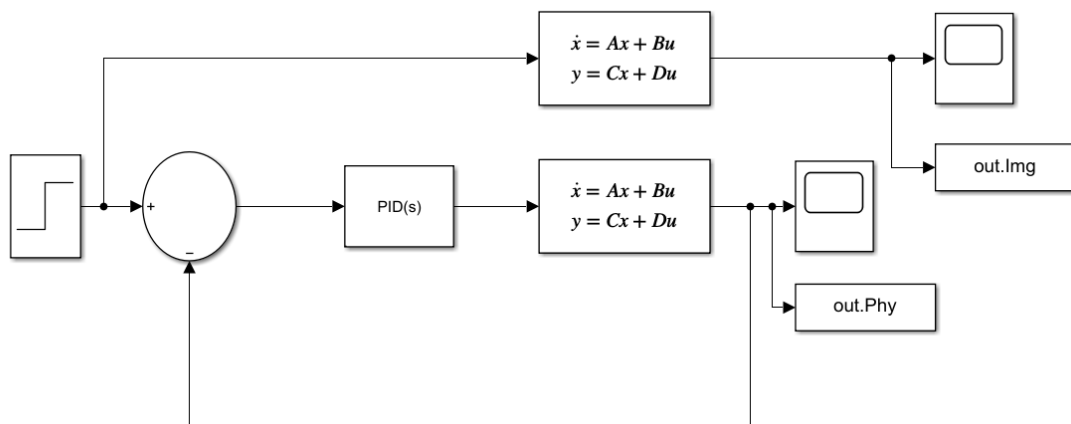 ẋ = Ax + Bu
y = Cx + Du
out.Img
+
−
PID(s)
ẋ = Ax + Bu
y = Cx + Du
out.Phy